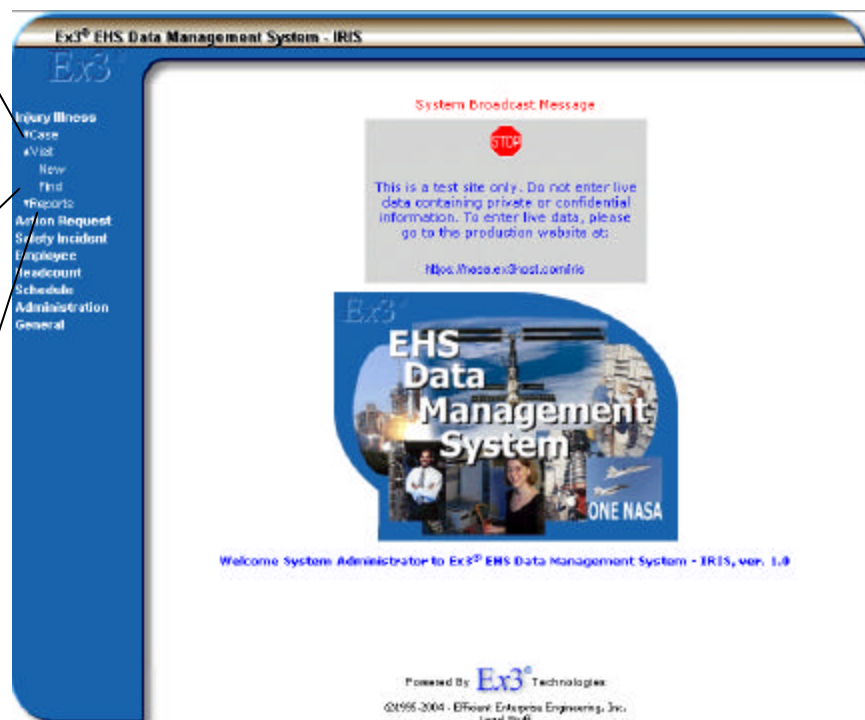 Ex3® EHS Data Management System - IRIS
Ex3®
Injury Illness
Case
Visit
New
Find
Reports
Action Request
Safety Incident
Employee
Headcount
Schedule
Administration
General
System Broadcast Message
STOP
This is a test site only. Do not enter live
data containing private or confidential
information. To enter live data, please
go to the production website at:
https://nasa.ex3host.com/iris
Ex3®
EHS
Data
Management
System
ONE NASA
Welcome System Administrator to Ex3® EHS Data Management System - IRIS, ver. 1.0
Powered By Ex3® Technologies
©1995-2004 - Efficient Enterprise Engineering, Inc.
Legal Stuff